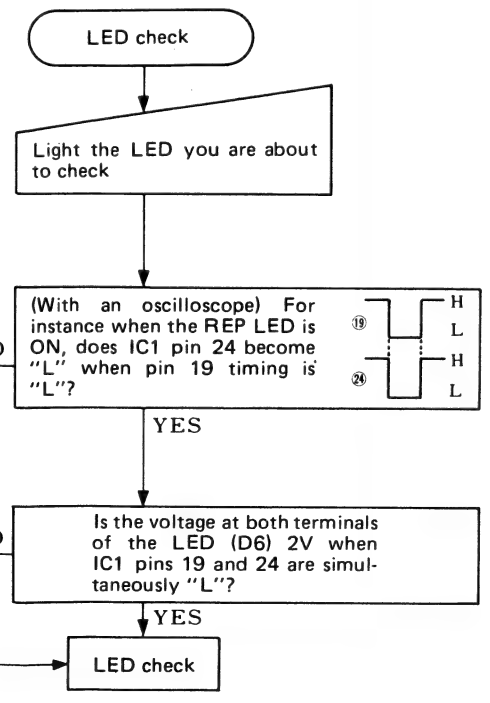 LED check
Light the LED you are about
to check
(With an oscilloscope) For
instance when the REP LED is
ON, does IC1 pin 24 become
"L" when pin 19 timing is
"L"?
⑲
H
L
㉔
H
L
YES
Is the voltage at both terminals
of the LED (D6) 2V when
IC1 pins 19 and 24 are simul-
taneously "L"?
YES
LED check